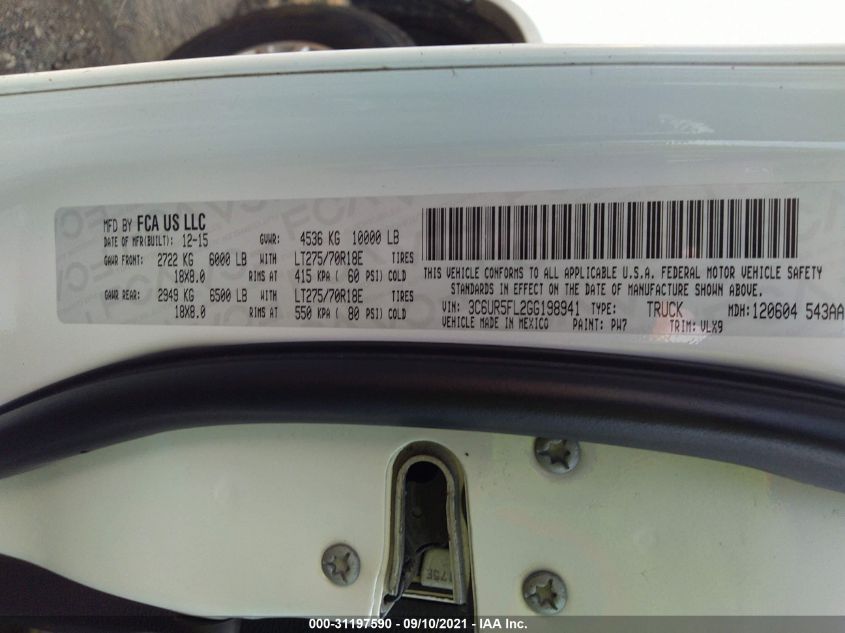 MFD BY FCA US LLC
DATE OF MFR(BUILT): 12-15 GVWR: 4536 KG 10000 LB
GAWR FRONT: 2722 KG 6000 LB WITH LT275/70R18E TIRES
18X8.0 RIMS AT 415 KPA ( 60 PSI) COLD
GAWR REAR: 2949 KG 6500 LB WITH LT275/70R18E TIRES
18X8.0 RIMS AT 550 KPA ( 80 PSI) COLD
THIS VEHICLE CONFORMS TO ALL APPLICABLE U.S.A. FEDERAL MOTOR VEHICLE SAFETY
STANDARDS IN EFFECT ON THE DATE OF MANUFACTURE SHOWN ABOVE.
VIN: 3C6UR5FL2GG198941 TYPE: TRUCK MDH: 120604 543AA
VEHICLE MADE IN MEXICO PAINT: PW7 TRIM: VLX9
000-31197590 - 09/10/2021 - IAA Inc.